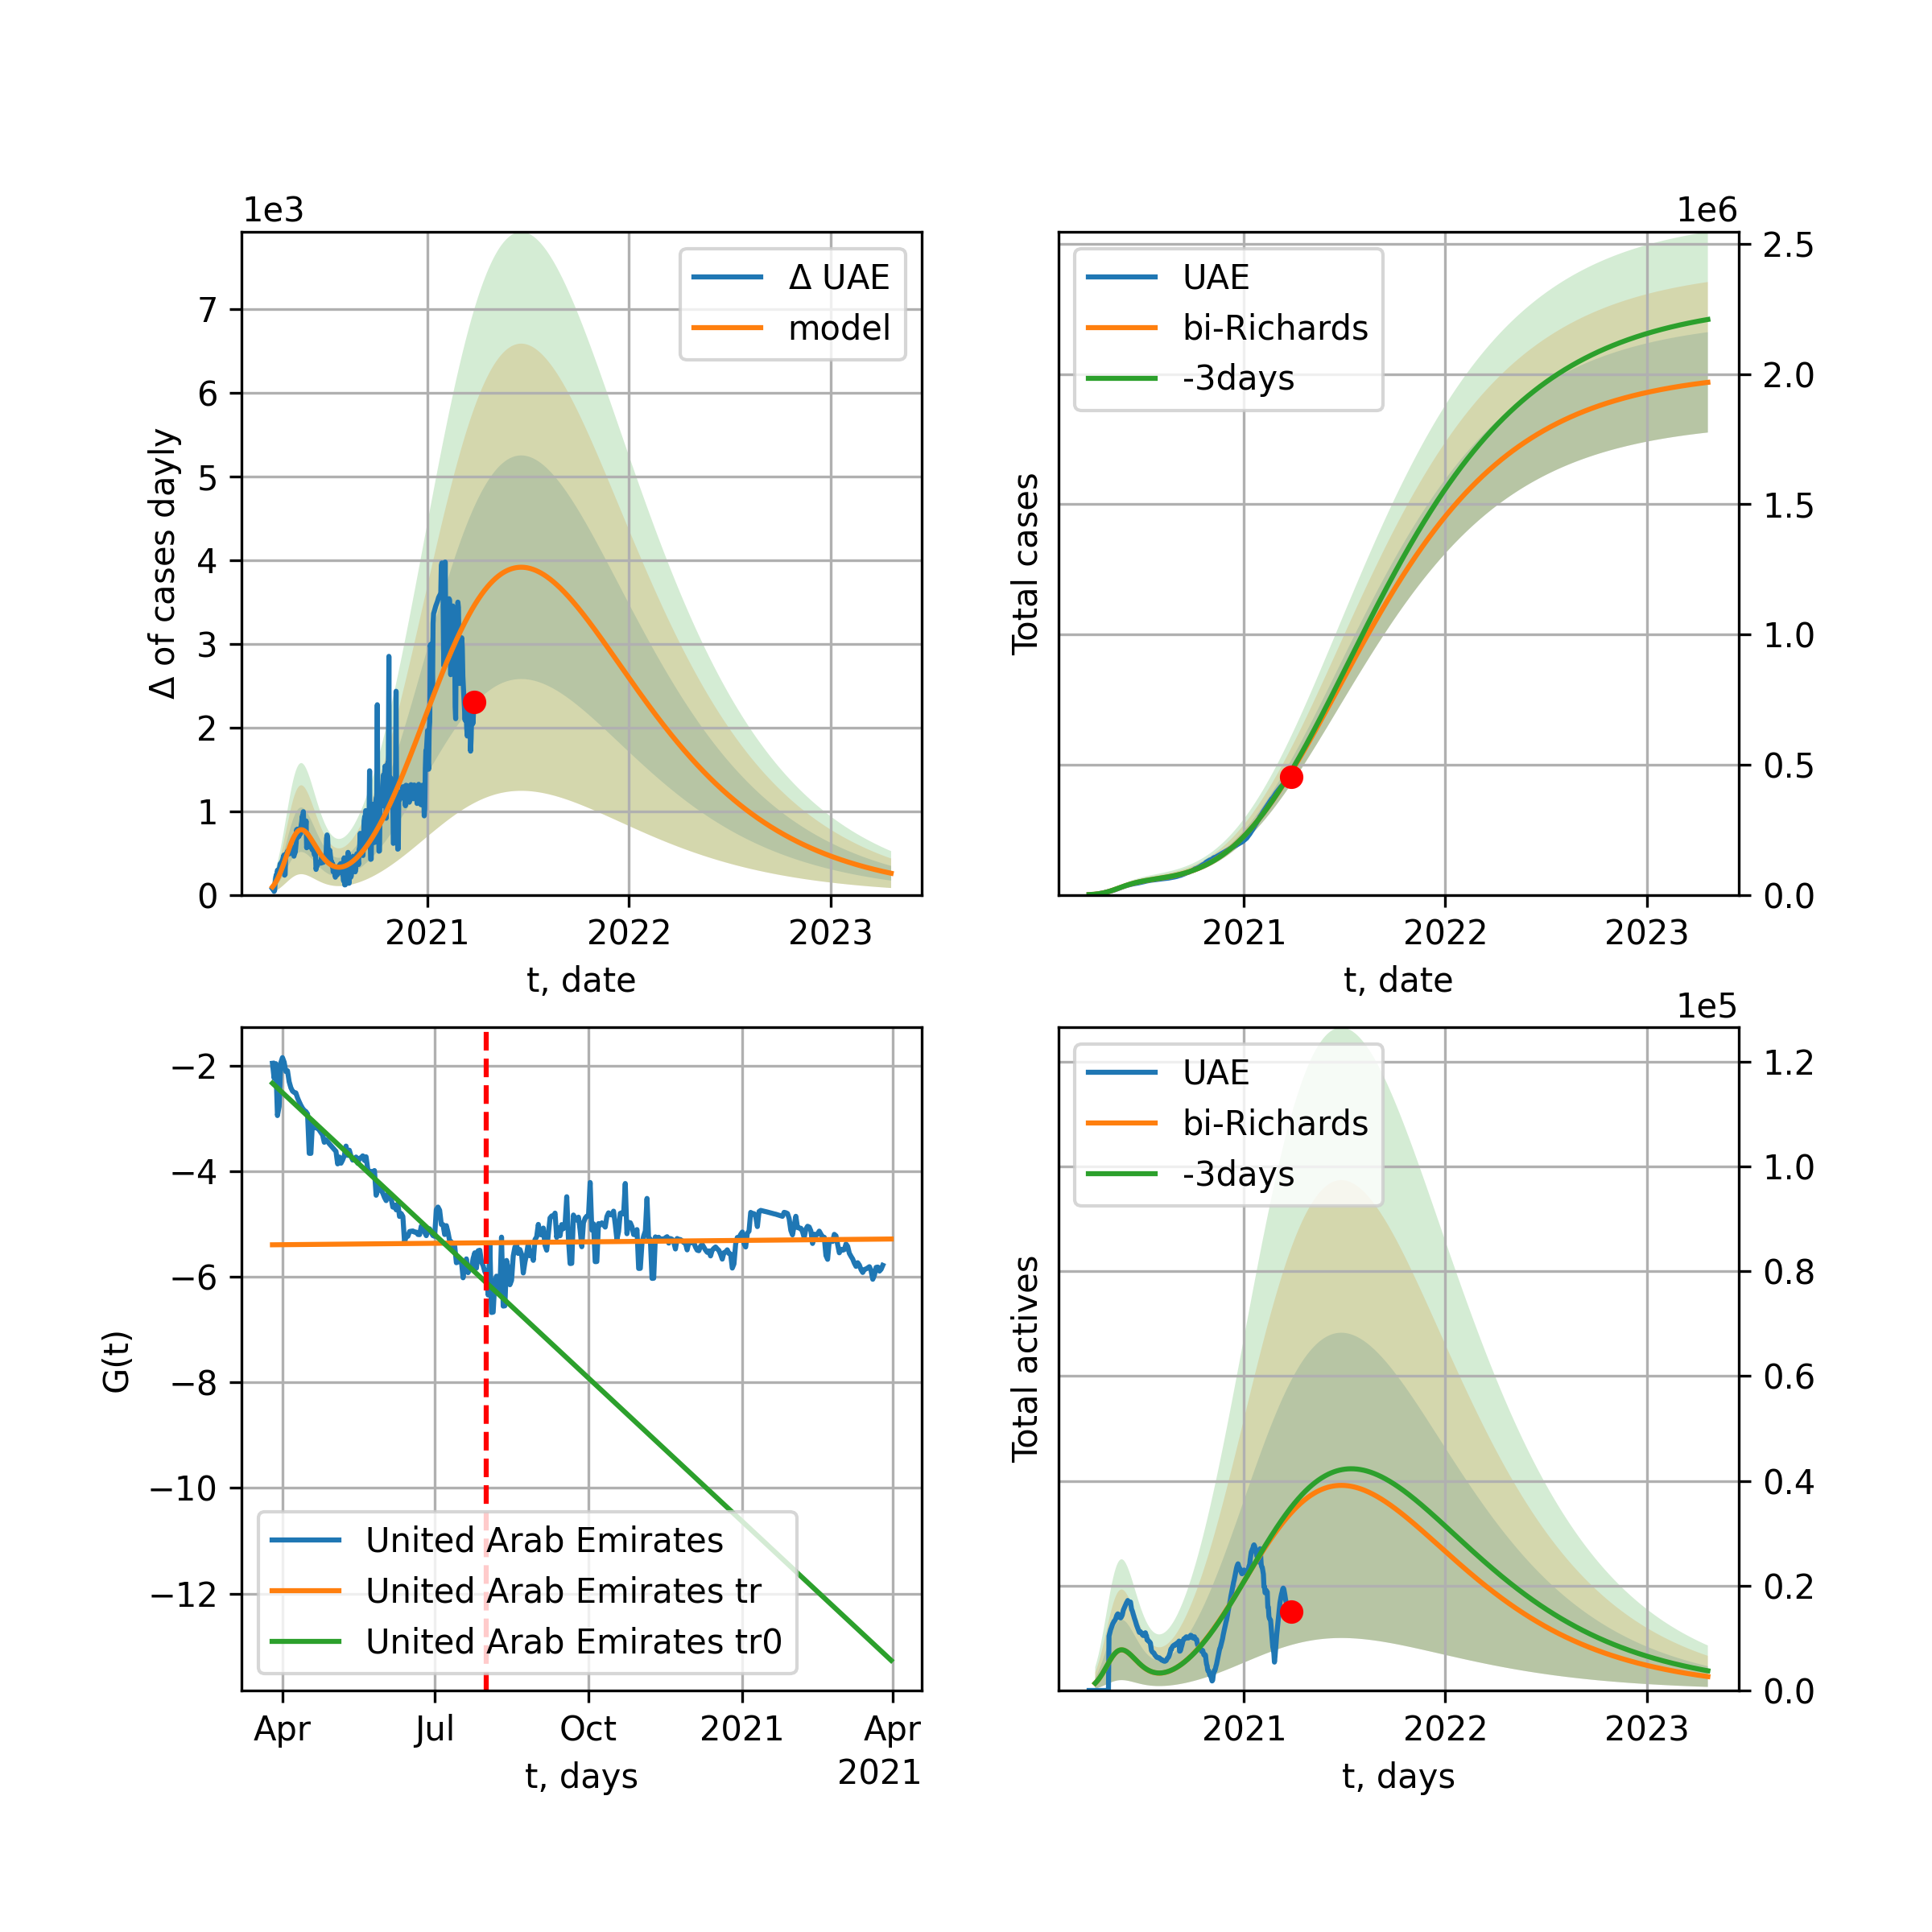 1e3
Δ of cases dayly
7
6
5
4
3
2
1
0
Δ UAE
model
2021 2022 2023
t, date
1e6
Total cases
UAE
bi-Richards
-3days
2.5
2.0
1.5
1.0
0.5
0.0
2021 2022 2023
t, date
G(t)
−2
−4
−6
−8
−10
−12
United Arab Emirates
United Arab Emirates tr
United Arab Emirates tr0
Apr Jul Oct 2021 Apr
2021
t, days
1e5
Total actives
UAE
bi-Richards
-3days
1.2
1.0
0.8
0.6
0.4
0.2
0.0
2021 2022 2023
t, days